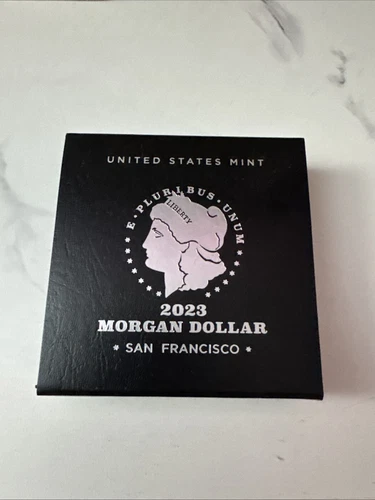 UNITED STATES MINT
E · PLURIBUS · UNUM
LIBERTY
2023
MORGAN DOLLAR
* SAN FRANCISCO *